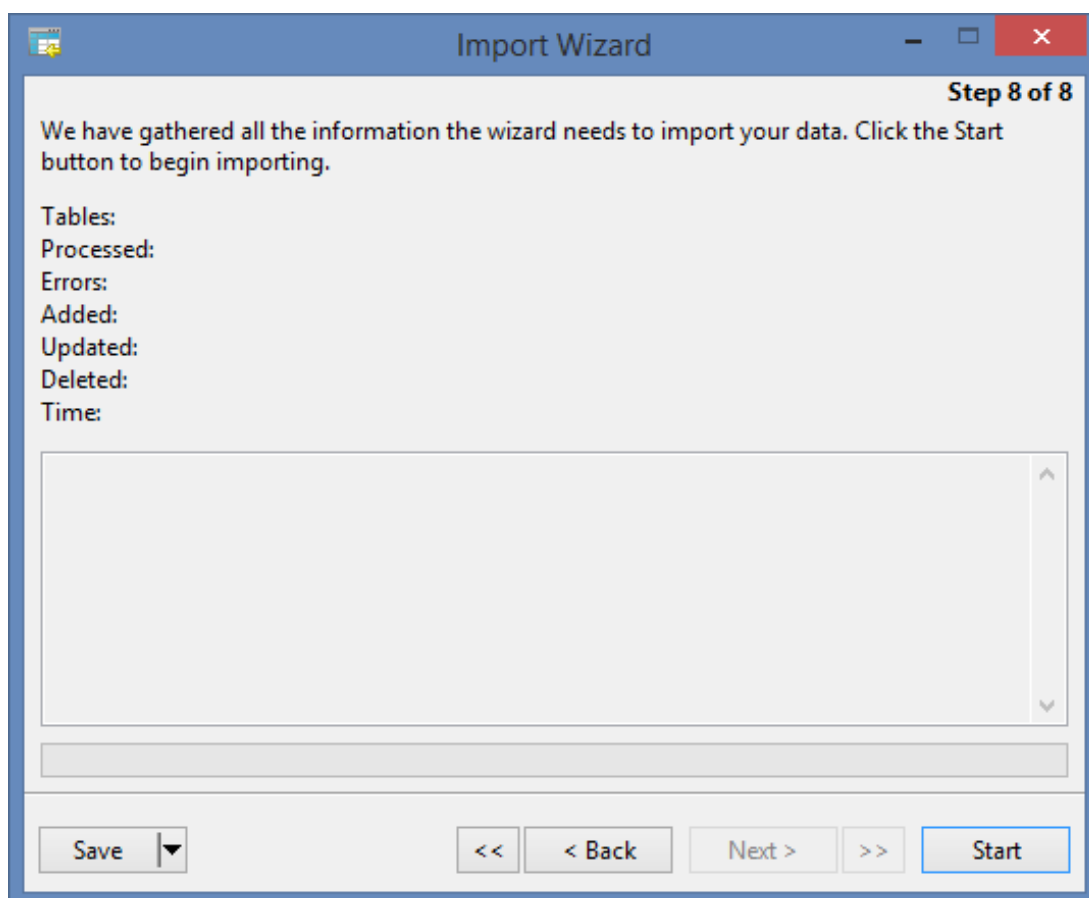 Import Wizard
Step 8 of 8
We have gathered all the information the wizard needs to import your data. Click the Start
button to begin importing.
Tables:
Processed:
Errors:
Added:
Updated:
Deleted:
Time:
Save << < Back Next > >> Start